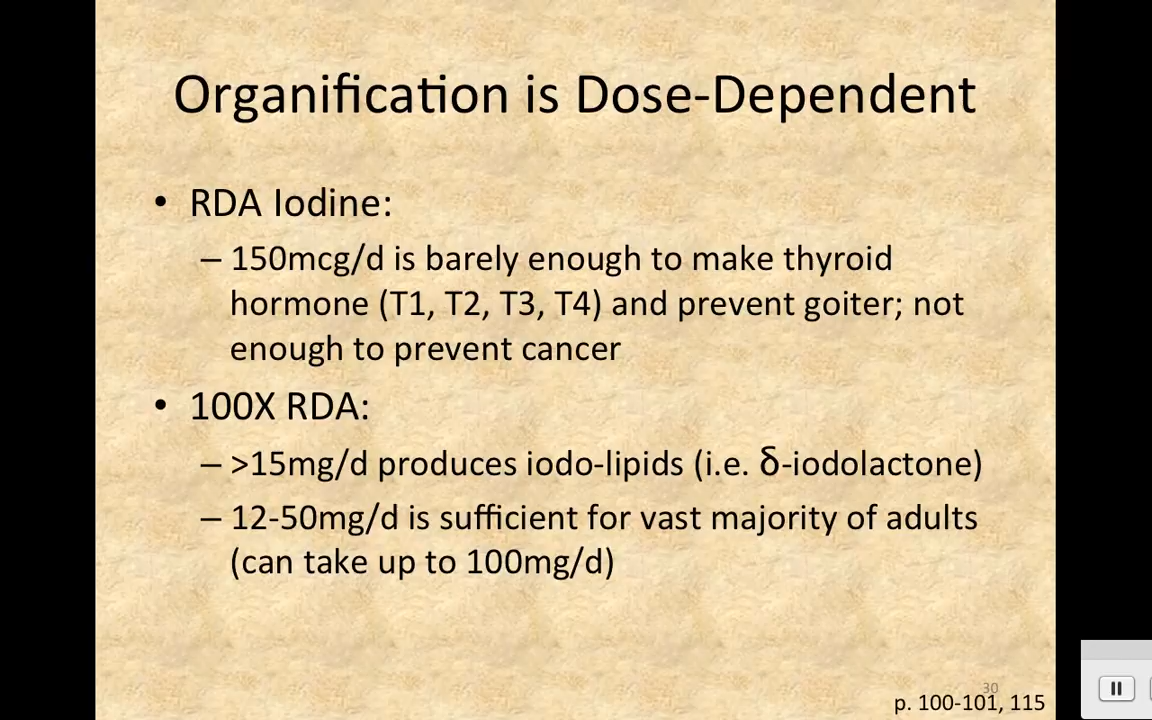 Organification is Dose-Dependent
• RDA Iodine:
– 150mcg/d is barely enough to make thyroid
hormone (T1, T2, T3, T4) and prevent goiter; not
enough to prevent cancer
• 100X RDA:
– >15mg/d produces iodo-lipids (i.e. δ-iodolactone)
– 12-50mg/d is sufficient for vast majority of adults
(can take up to 100mg/d)
30
p. 100-101, 115